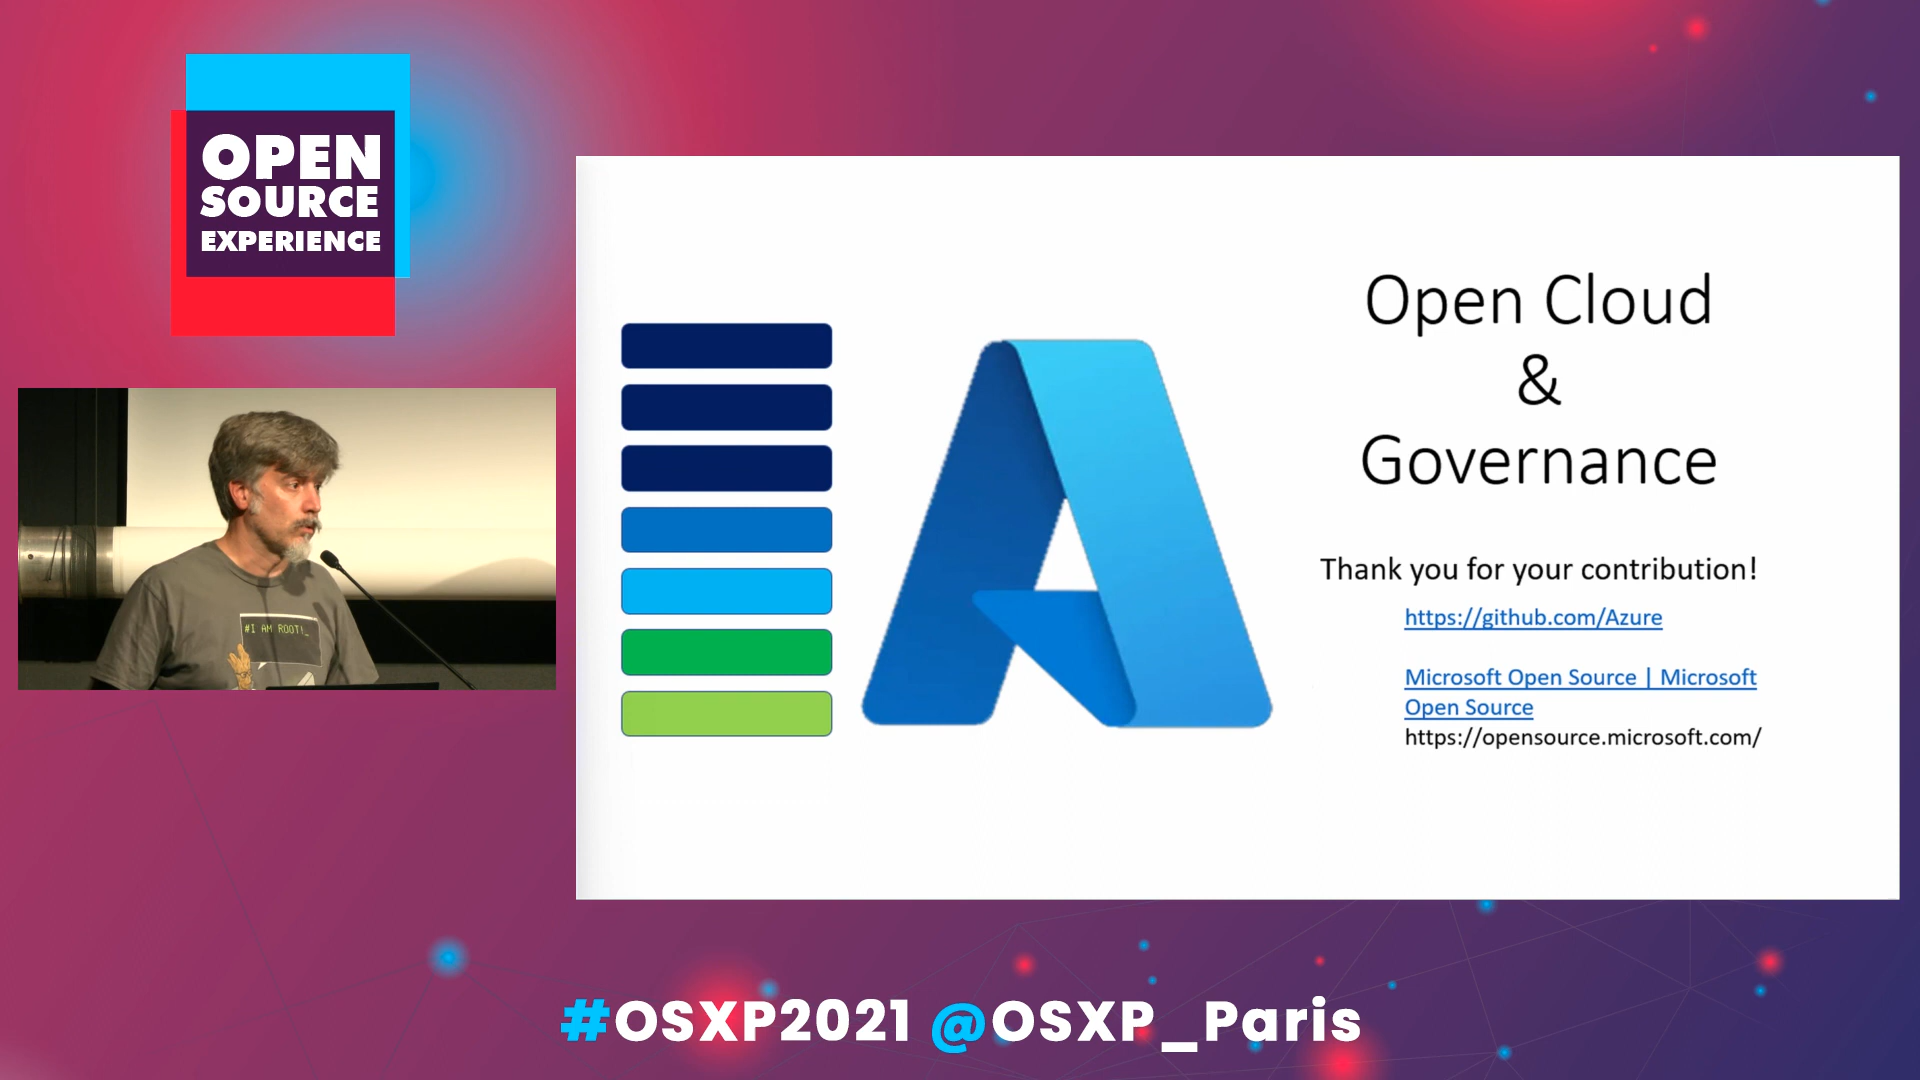 OPEN
SOURCE
EXPERIENCE
#I AM ROOT!_
Open Cloud
&
Governance
Thank you for your contribution!
https://github.com/Azure
Microsoft Open Source | Microsoft
Open Source
https://opensource.microsoft.com/
#OSXP2021 @OSXP_Paris